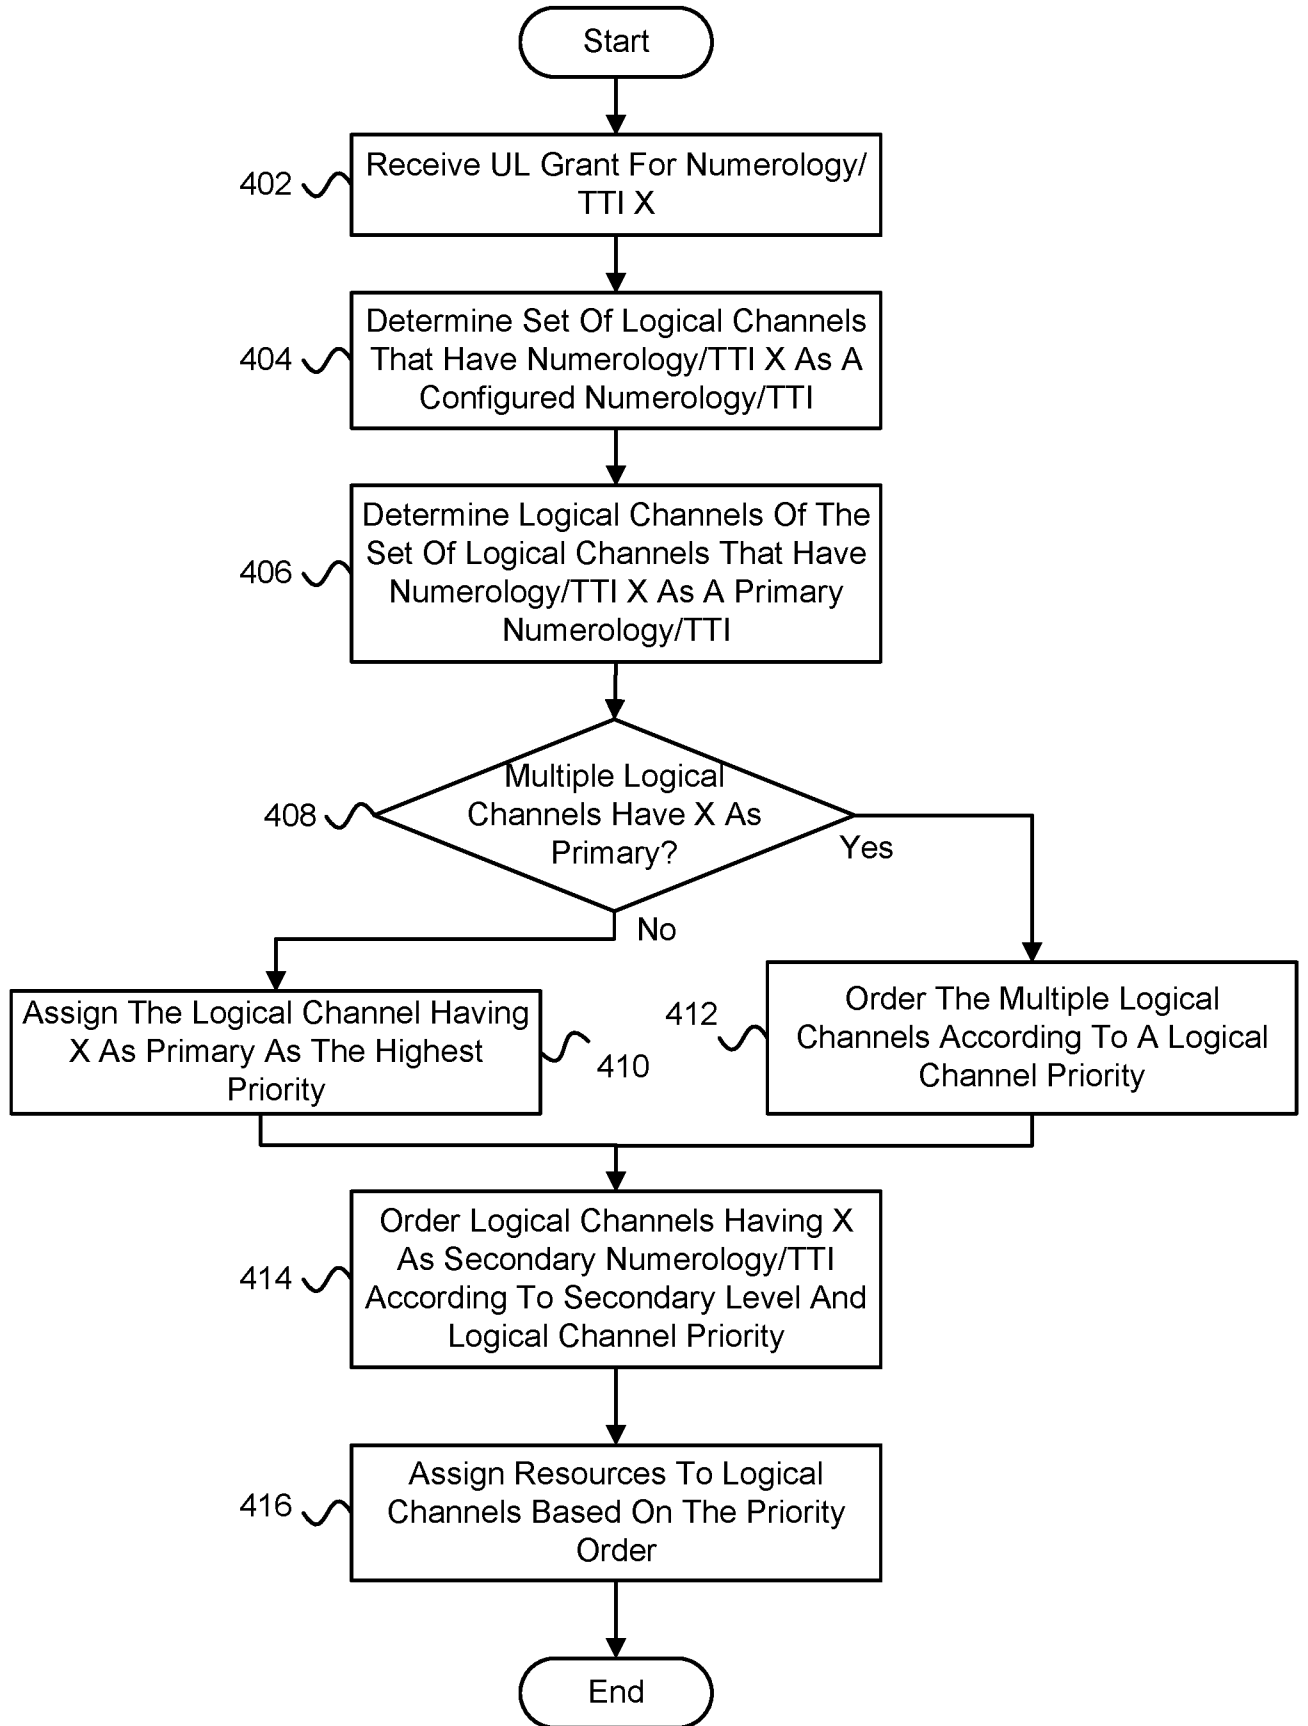 Start
402
Receive UL Grant For Numerology/
TTI X
404
Determine Set Of Logical Channels
That Have Numerology/TTI X As A
Configured Numerology/TTI
406
Determine Logical Channels Of The
Set Of Logical Channels That Have
Numerology/TTI X As A Primary
Numerology/TTI
408
Multiple Logical
Channels Have X As
Primary?
Yes
No
Assign The Logical Channel Having
X As Primary As The Highest
Priority
410
412
Order The Multiple Logical
Channels According To A Logical
Channel Priority
414
Order Logical Channels Having X
As Secondary Numerology/TTI
According To Secondary Level And
Logical Channel Priority
416
Assign Resources To Logical
Channels Based On The Priority
Order
End